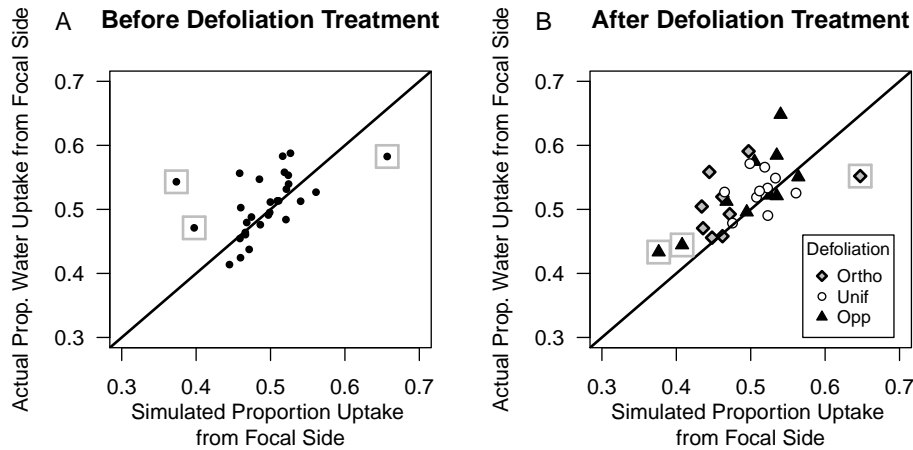 A Before Defoliation Treatment
Actual Prop. Water Uptake from Focal Side
0.7
0.6
0.5
0.4
0.3
0.3 0.4 0.5 0.6 0.7
Simulated Proportion Uptake
from Focal Side
B After Defoliation Treatment
Actual Prop. Water Uptake from Focal Side
0.7
0.6
0.5
0.4
0.3
Defoliation
Ortho
Unif
Opp
0.3 0.4 0.5 0.6 0.7
Simulated Proportion Uptake
from Focal Side